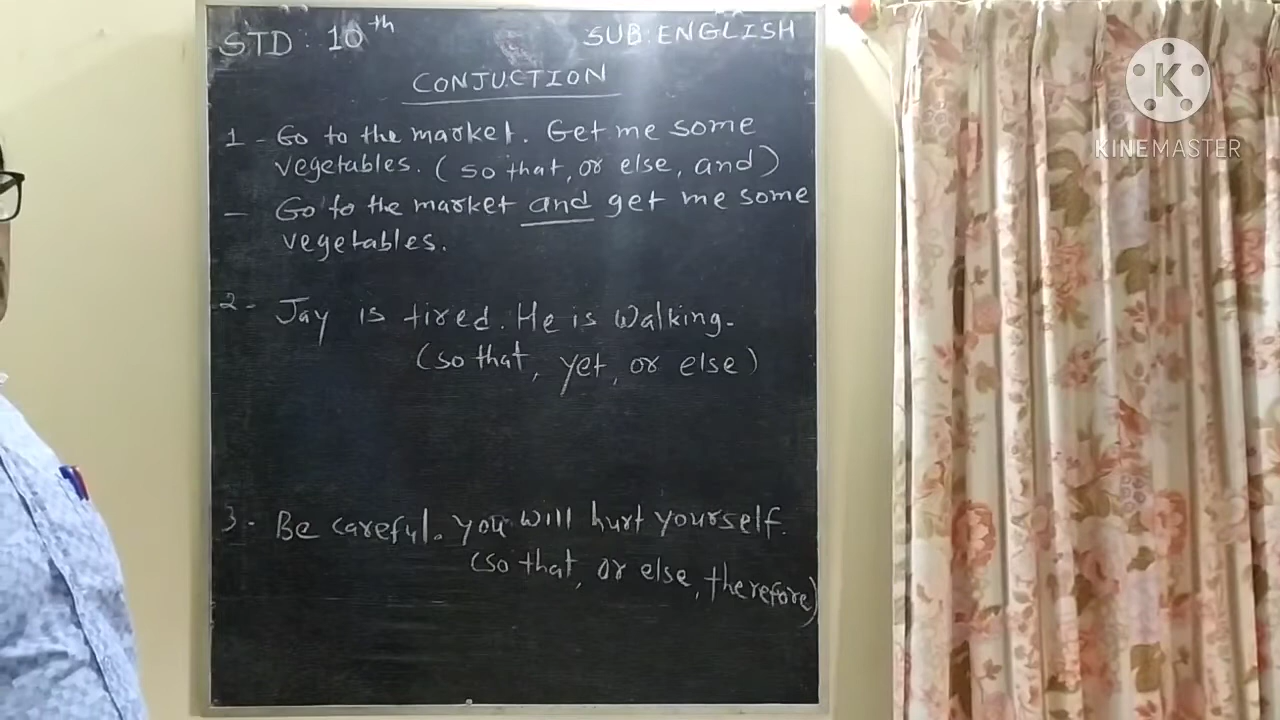 STD : 10th SUB: ENGLISH
CONJUCTION
1 - Go to the market. Get me some
vegetables. (so that, or else, and)
- Go to the market and get me some
vegetables.
2 - Jay is tired. He is walking.
(so that, yet, or else)
3 - Be careful. You will hurt yourself.
(so that, or else, therefore)
K
KINEMASTER